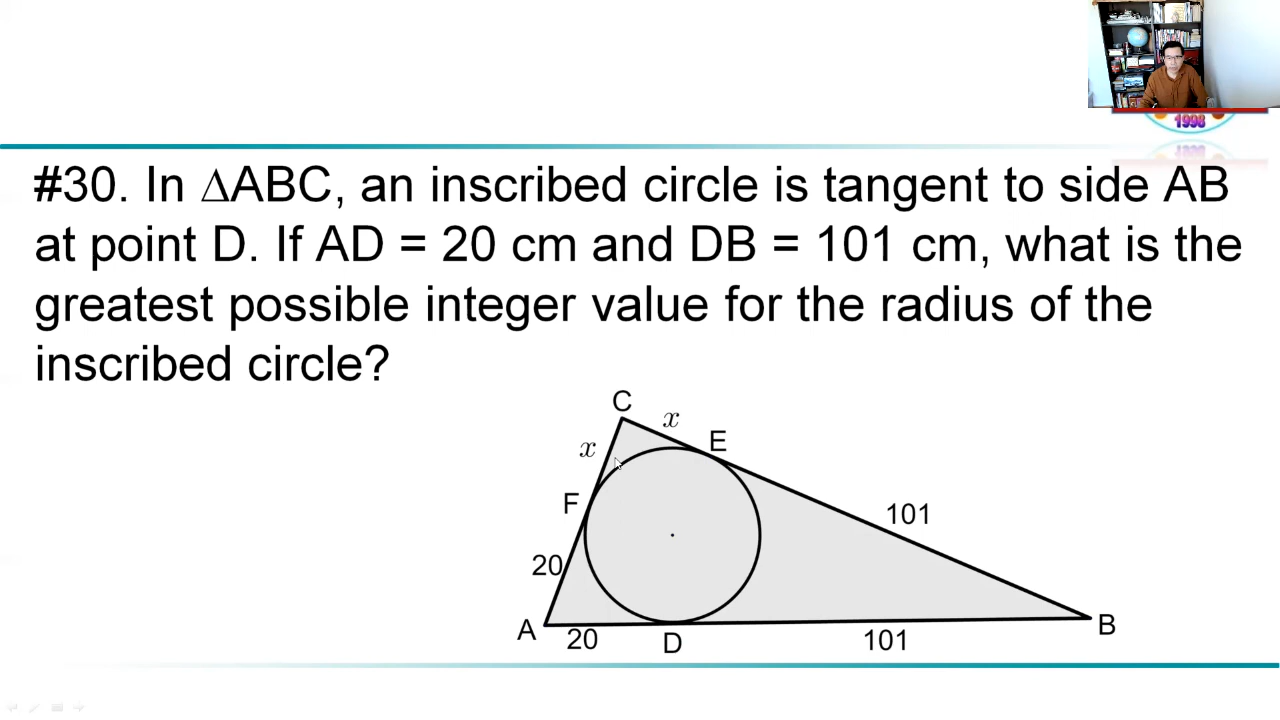 1998
#30. In ∆ABC, an inscribed circle is tangent to side AB
at point D. If AD = 20 cm and DB = 101 cm, what is the
greatest possible integer value for the radius of the
inscribed circle?
C
x
x
E
F
101
20
A
20
D
101
B